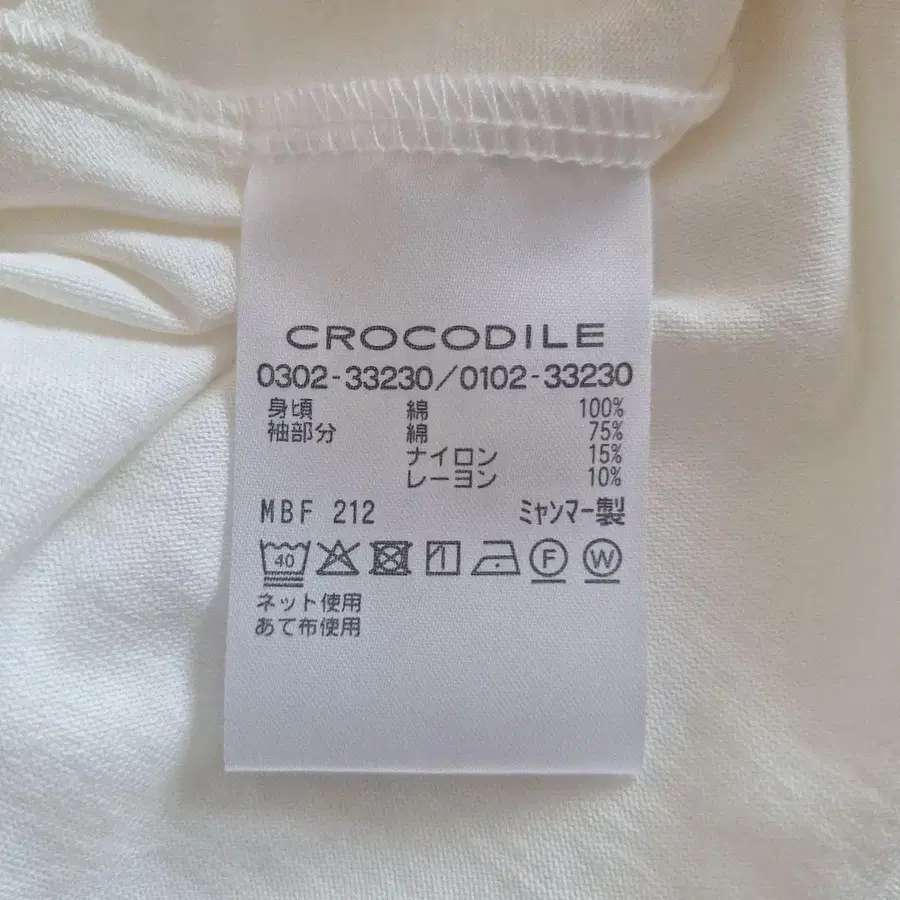 CROCODILE
0302-33230/0102-33230
身頃 綿 100%
袖部分 綿 75%
ナイロン 15%
レーヨン 10%
MBF 212 ミャンマー製
40 F W
ネット使用
あて布使用